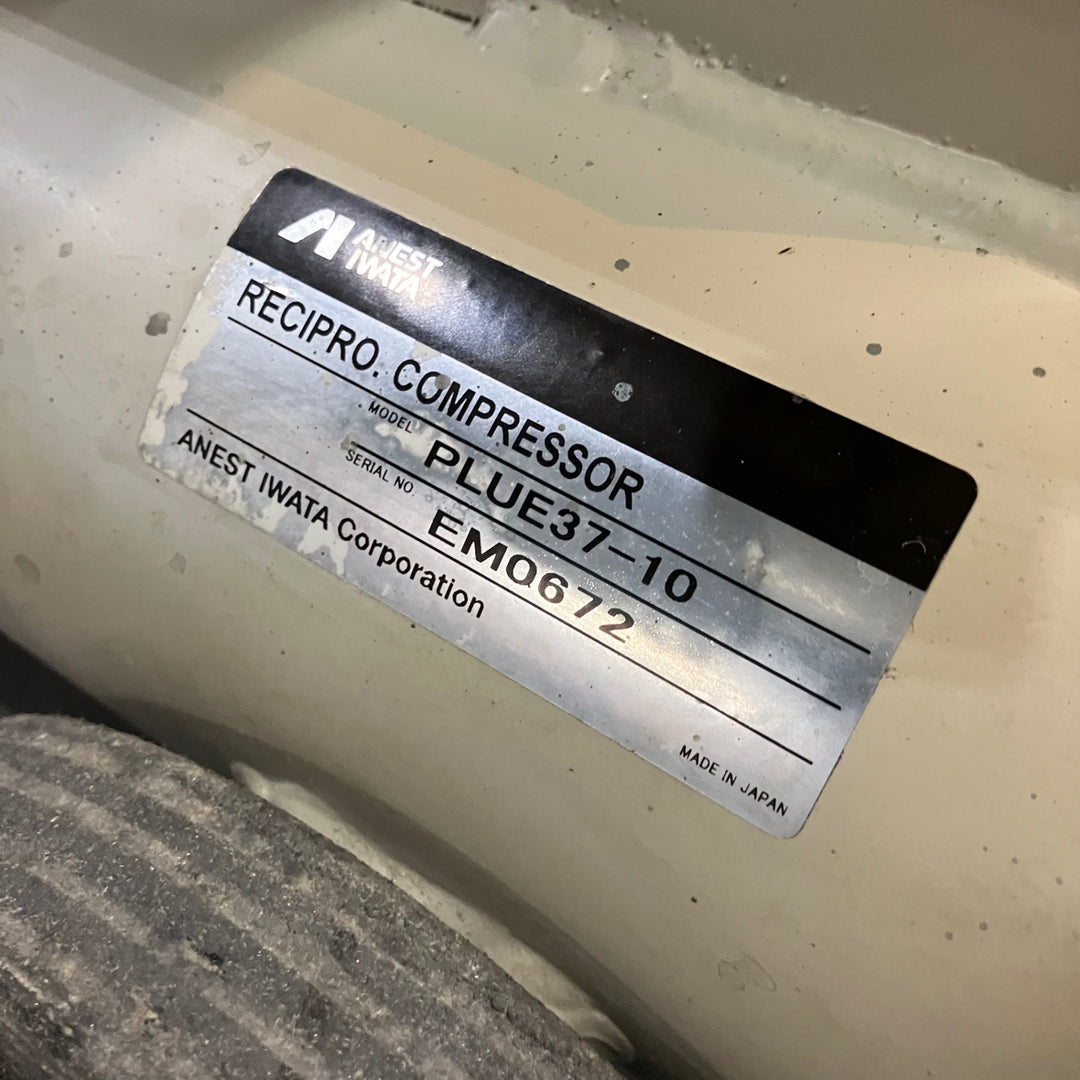 ANEST
IWATA
RECIPRO. COMPRESSOR
MODEL PLUE37-10
SERIAL NO. EM0672
ANEST IWATA Corporation
MADE IN JAPAN